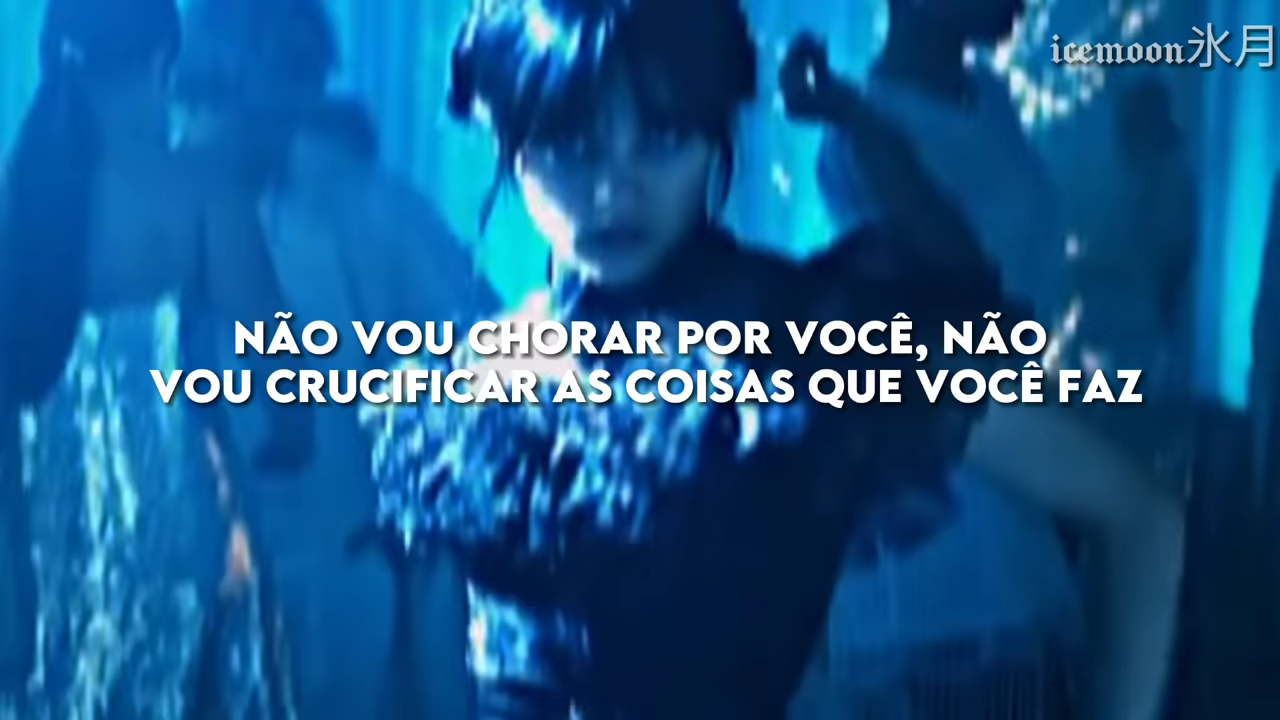 icemoon氷月
NÃO VOU CHORAR POR VOCÊ, NÃO
VOU CRUCIFICAR AS COISAS QUE VOCÊ FAZ